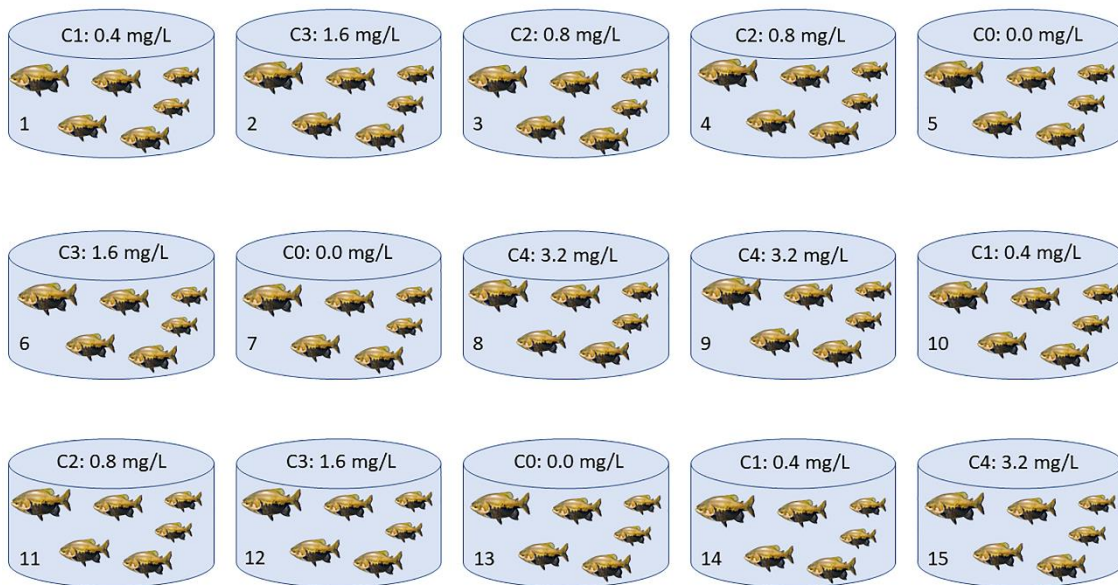 C1: 0.4 mg/L
1
C3: 1.6 mg/L
2
C2: 0.8 mg/L
3
C2: 0.8 mg/L
4
C0: 0.0 mg/L
5
C3: 1.6 mg/L
6
C0: 0.0 mg/L
7
C4: 3.2 mg/L
8
C4: 3.2 mg/L
9
C1: 0.4 mg/L
10
C2: 0.8 mg/L
11
C3: 1.6 mg/L
12
C0: 0.0 mg/L
13
C1: 0.4 mg/L
14
C4: 3.2 mg/L
15